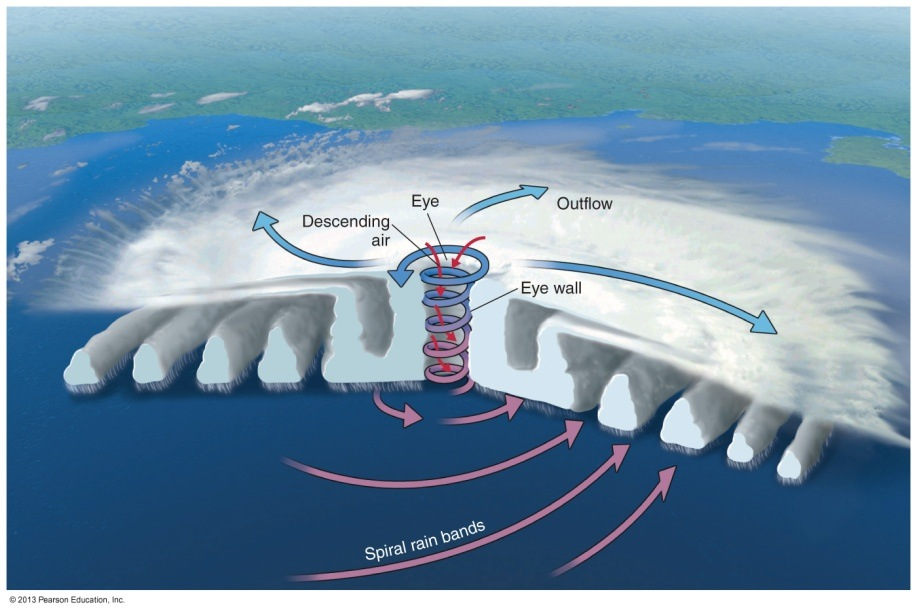 Eye
Outflow
Descending
air
Eye wall
Spiral rain bands
© 2013 Pearson Education, Inc.